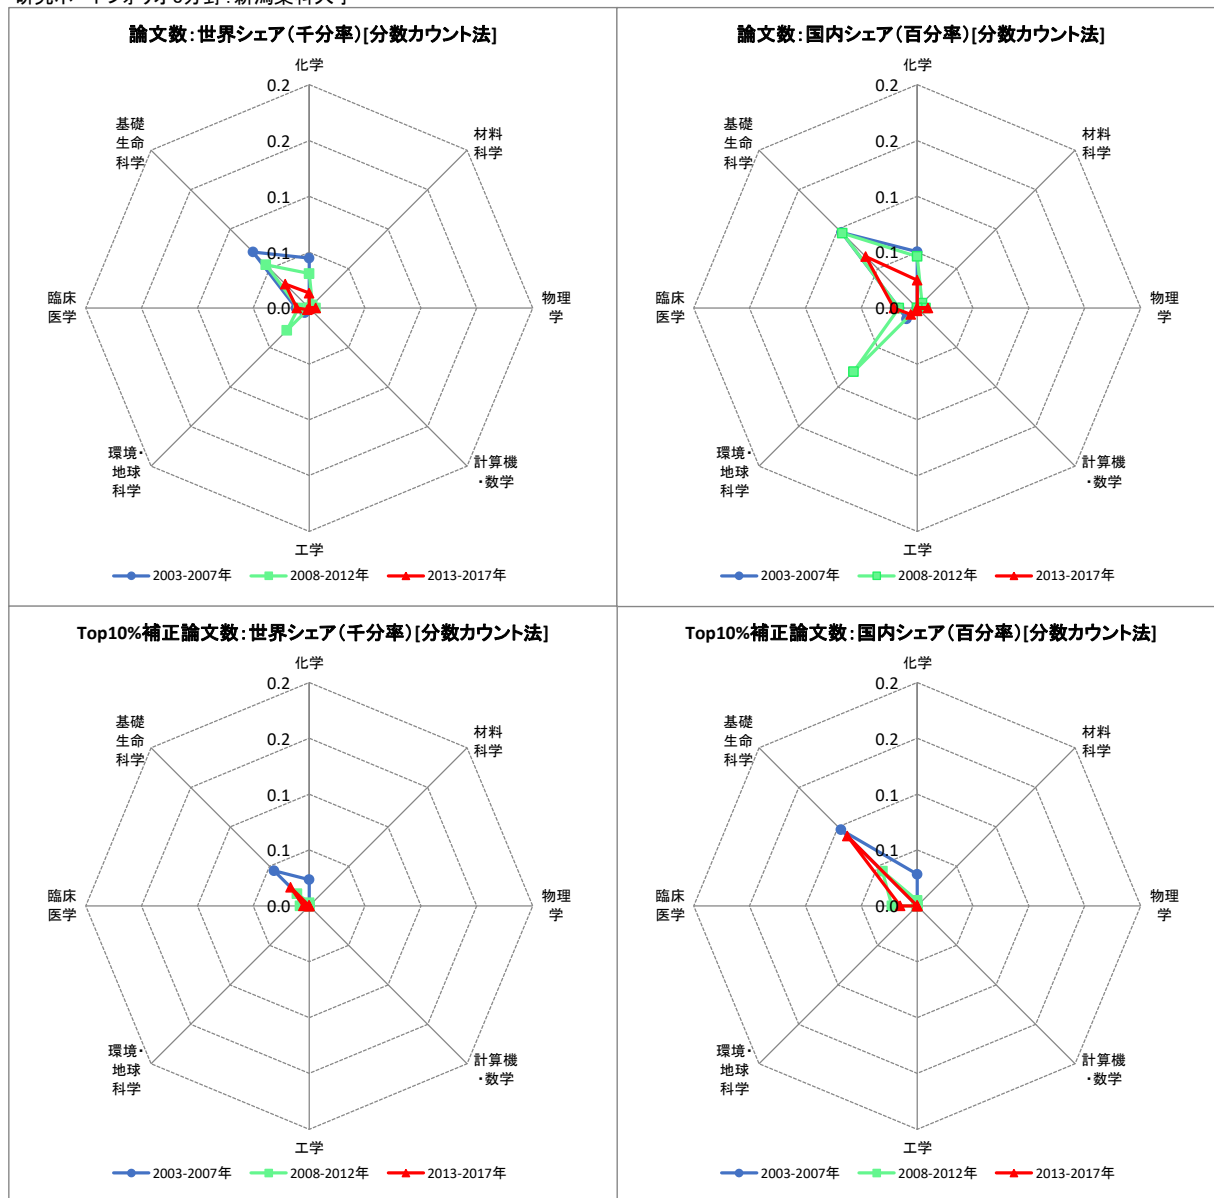 論文数：世界シェア（千分率）[分数カウント法]
化学
0.2
0.2
0.1
0.1
0.0
材料
科学
物理
学
計算機
・数学
工学
環境・
地球
科学
臨床
医学
基礎
生命
科学
2003-2007年 2008-2012年 2013-2017年
論文数：国内シェア（百分率）[分数カウント法]
化学
0.2
0.2
0.1
0.1
0.0
材料
科学
物理
学
計算機
・数学
工学
環境・
地球
科学
臨床
医学
基礎
生命
科学
2003-2007年 2008-2012年 2013-2017年
Top10%補正論文数：世界シェア（千分率）[分数カウント法]
化学
0.2
0.2
0.1
0.1
0.0
材料
科学
物理
学
計算機
・数学
工学
環境・
地球
科学
臨床
医学
基礎
生命
科学
2003-2007年 2008-2012年 2013-2017年
Top10%補正論文数：国内シェア（百分率）[分数カウント法]
化学
0.2
0.2
0.1
0.1
0.0
材料
科学
物理
学
計算機
・数学
工学
環境・
地球
科学
臨床
医学
基礎
生命
科学
2003-2007年 2008-2012年 2013-2017年